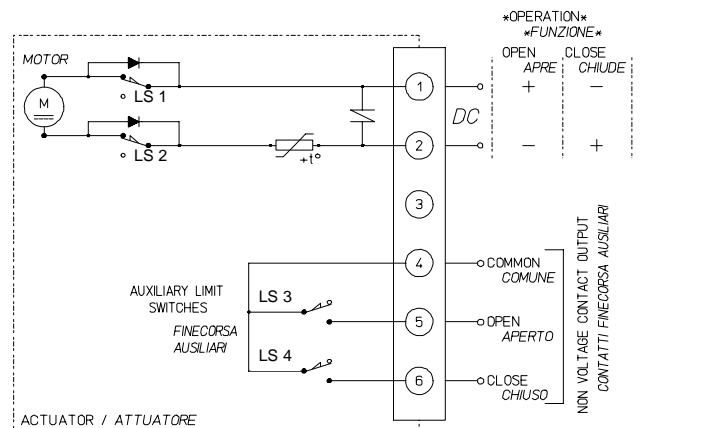 *OPERATION*
*FUNZIONE*
OPEN CLOSE
APRE CHIUDE
MOTOR
M
LS 1
1
+ −
DC
LS 2
+t°
2
− +
3
4
COMMON
COMUNE
AUXILIARY LIMIT
SWITCHES
FINECORSA
AUSILIARI
LS 3
5
OPEN
APERTO
LS 4
6
CLOSE
CHIUSO
NON VOLTAGE CONTACT OUTPUT
CONTATTI FINECORSA AUSILIARI
ACTUATOR / ATTUATORE